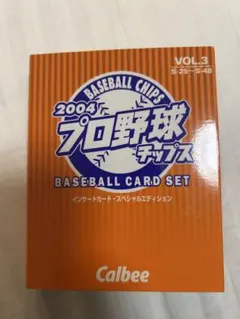 VOL.3
S-25~S-48
BASEBALL CHIPS
2004
プロ野球
チップス
BASEBALL CARD SET
インサートカード・スペシャルエディション
Calbee